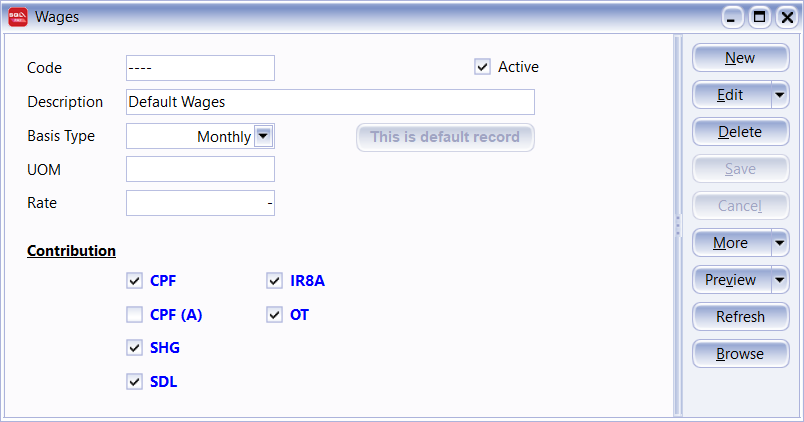 Wages
Code ---- Active
Description Default Wages
Basis Type Monthly This is default record
UOM
Rate -
Contribution
CPF IR8A
CPF (A) OT
SHG
SDL
New
Edit
Delete
Save
Cancel
More
Preview
Refresh
Browse